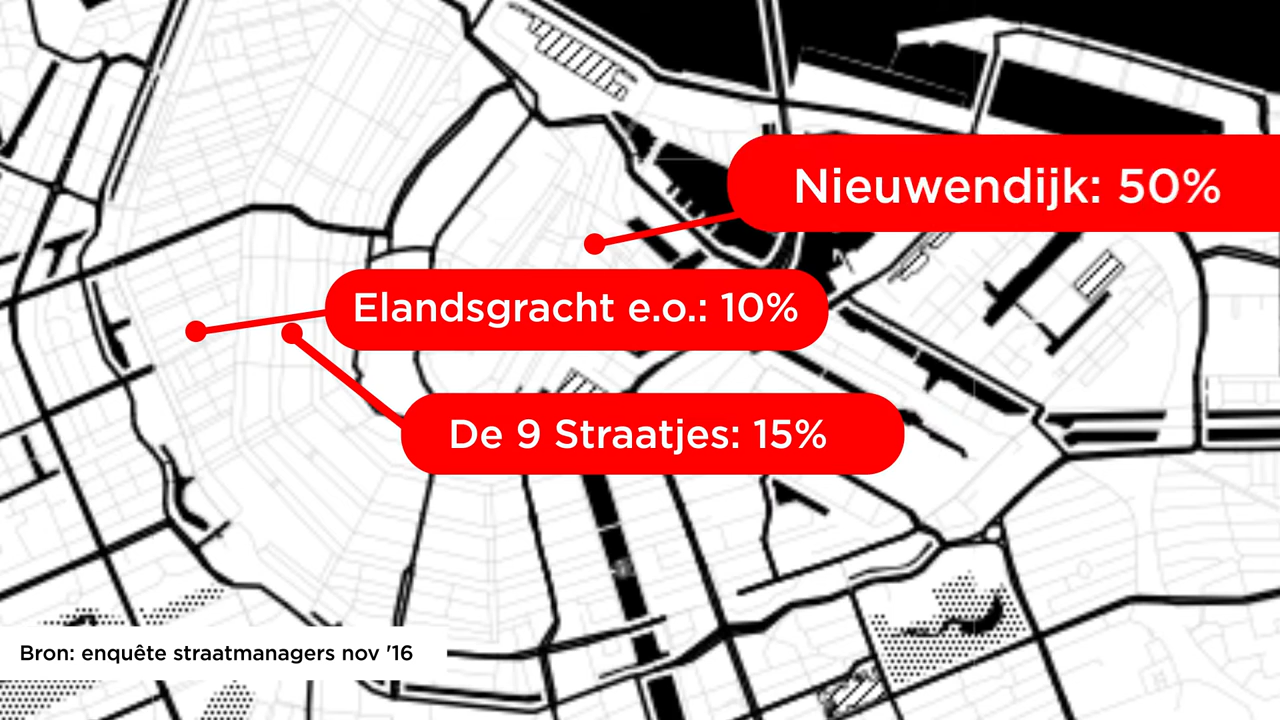 Nieuwendijk: 50%
Elandsgracht e.o.: 10%
De 9 Straatjes: 15%
Bron: enquête straatmanagers nov '16